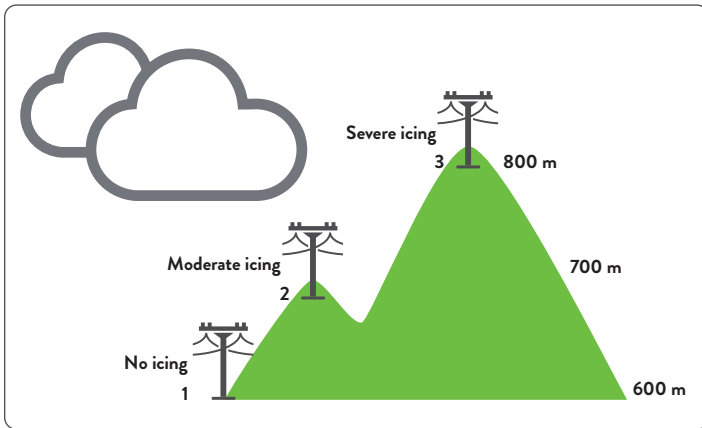 Severe icing
3
800 m
Moderate icing
2
700 m
No icing
1
600 m